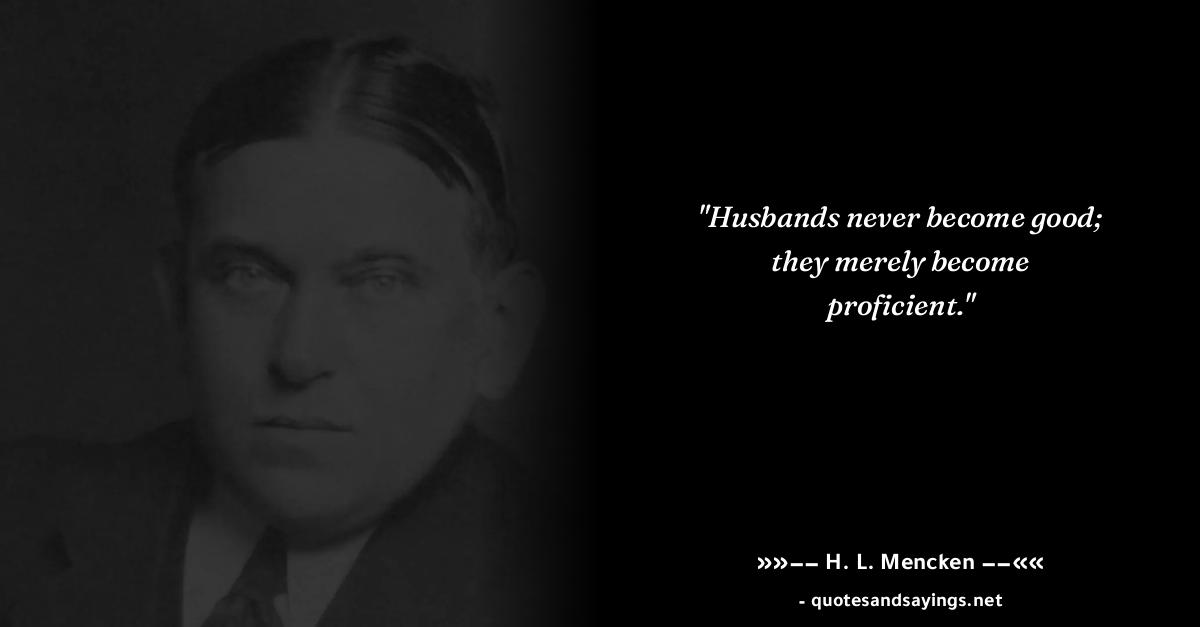 "Husbands never become good;
they merely become
proficient."
»»–– H. L. Mencken ––««
- quotesandsayings.net